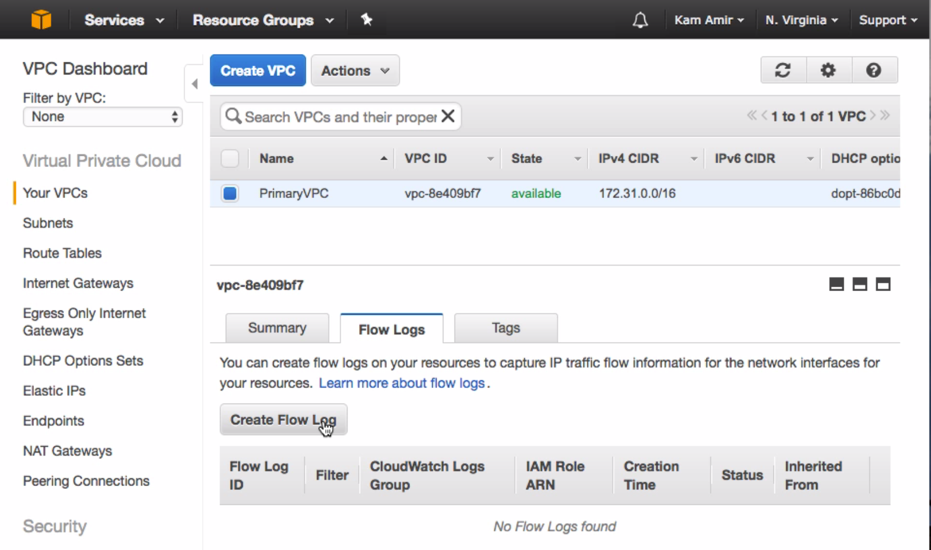 Services Resource Groups Kam Amir N. Virginia Support
VPC Dashboard
Filter by VPC:
None
Virtual Private Cloud
Your VPCs
Subnets
Route Tables
Internet Gateways
Egress Only Internet
Gateways
DHCP Options Sets
Elastic IPs
Endpoints
NAT Gateways
Peering Connections
Security
Create VPC Actions
Search VPCs and their proper
1 to 1 of 1 VPC
Name VPC ID State IPv4 CIDR IPv6 CIDR DHCP optio
PrimaryVPC vpc-8e409bf7 available 172.31.0.0/16 dopt-86bc0d
vpc-8e409bf7
Summary Flow Logs Tags
You can create flow logs on your resources to capture IP traffic flow information for the network interfaces for
your resources. Learn more about flow logs.
Create Flow Log
Flow Log ID Filter CloudWatch Logs Group IAM Role ARN Creation Time Status Inherited From
No Flow Logs found